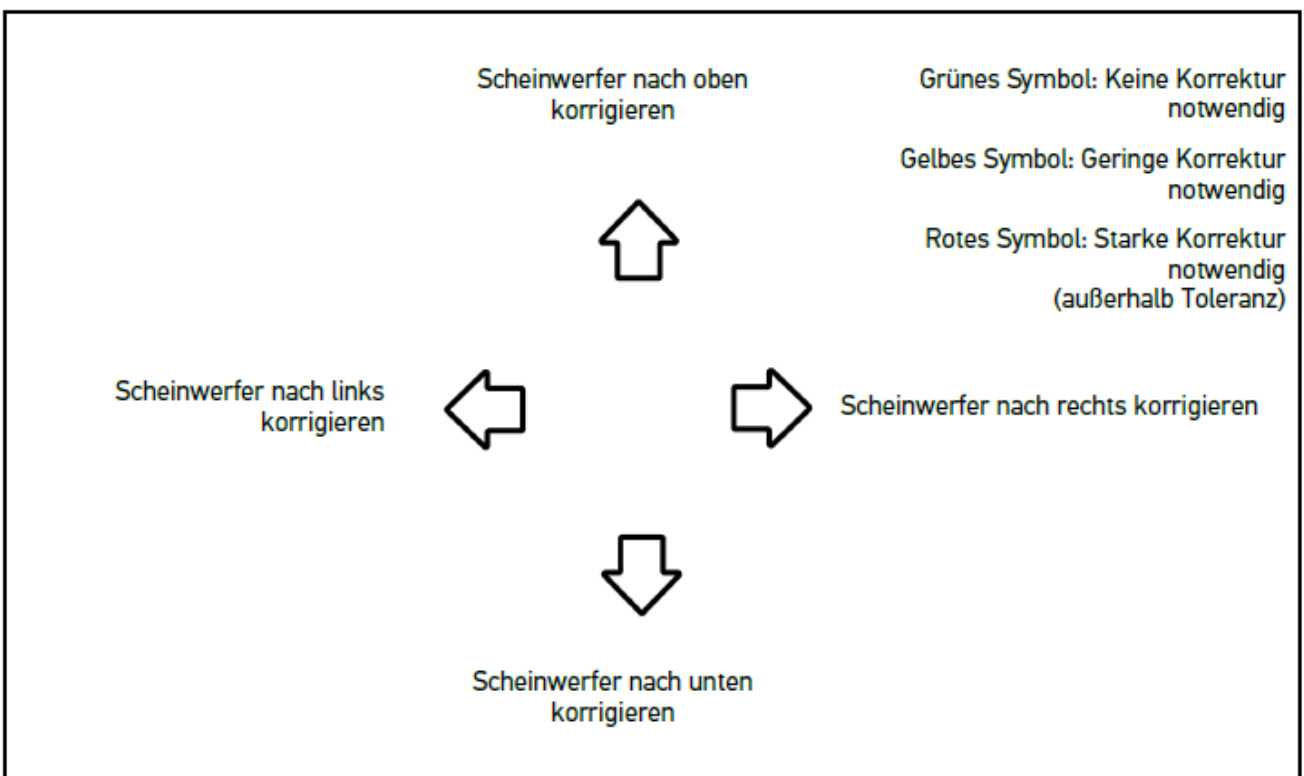 Scheinwerfer nach oben
korrigieren
Grünes Symbol: Keine Korrektur
notwendig
Gelbes Symbol: Geringe Korrektur
notwendig
Rotes Symbol: Starke Korrektur
notwendig
(außerhalb Toleranz)
Scheinwerfer nach links
korrigieren
Scheinwerfer nach rechts korrigieren
Scheinwerfer nach unten
korrigieren